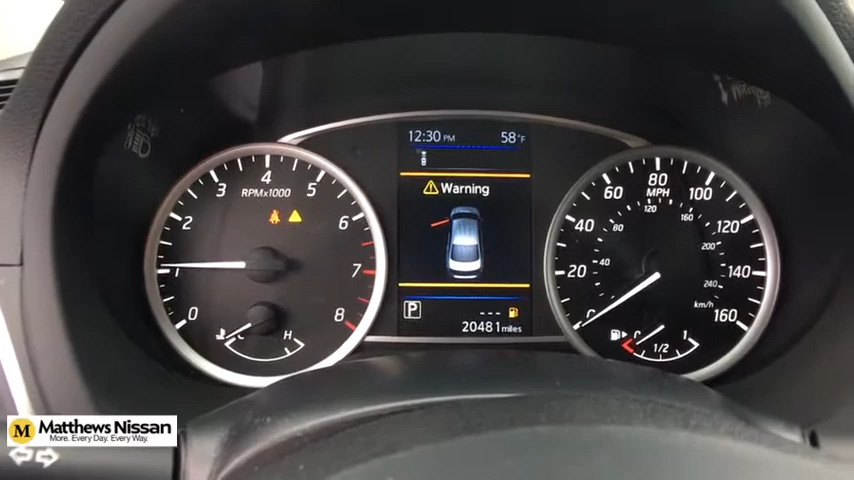 12:30 PM 58°F
Warning
P ---
20481 miles
0 1 2 3 4 5 6 7 8
RPMx1000
C H
0 20 40 60 80 100 120 140 160
MPH
40 80 120 160 200 240
km/h
0 1/2 1
M Matthews Nissan
More. Every Day. Every Way.